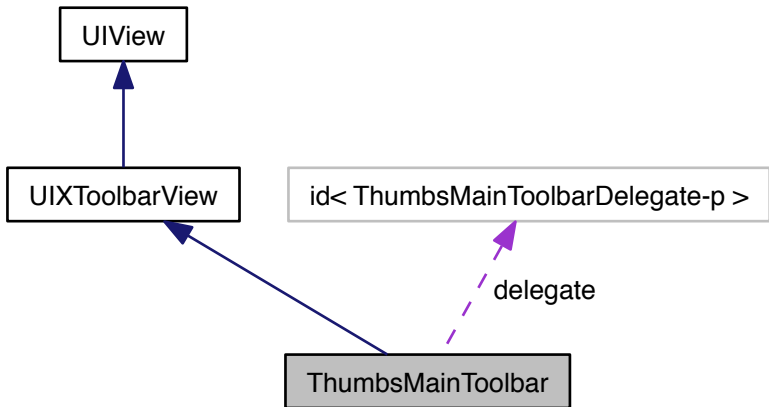 UIView
UIXToolbarView
id< ThumbsMainToolbarDelegate-p >
delegate
ThumbsMainToolbar